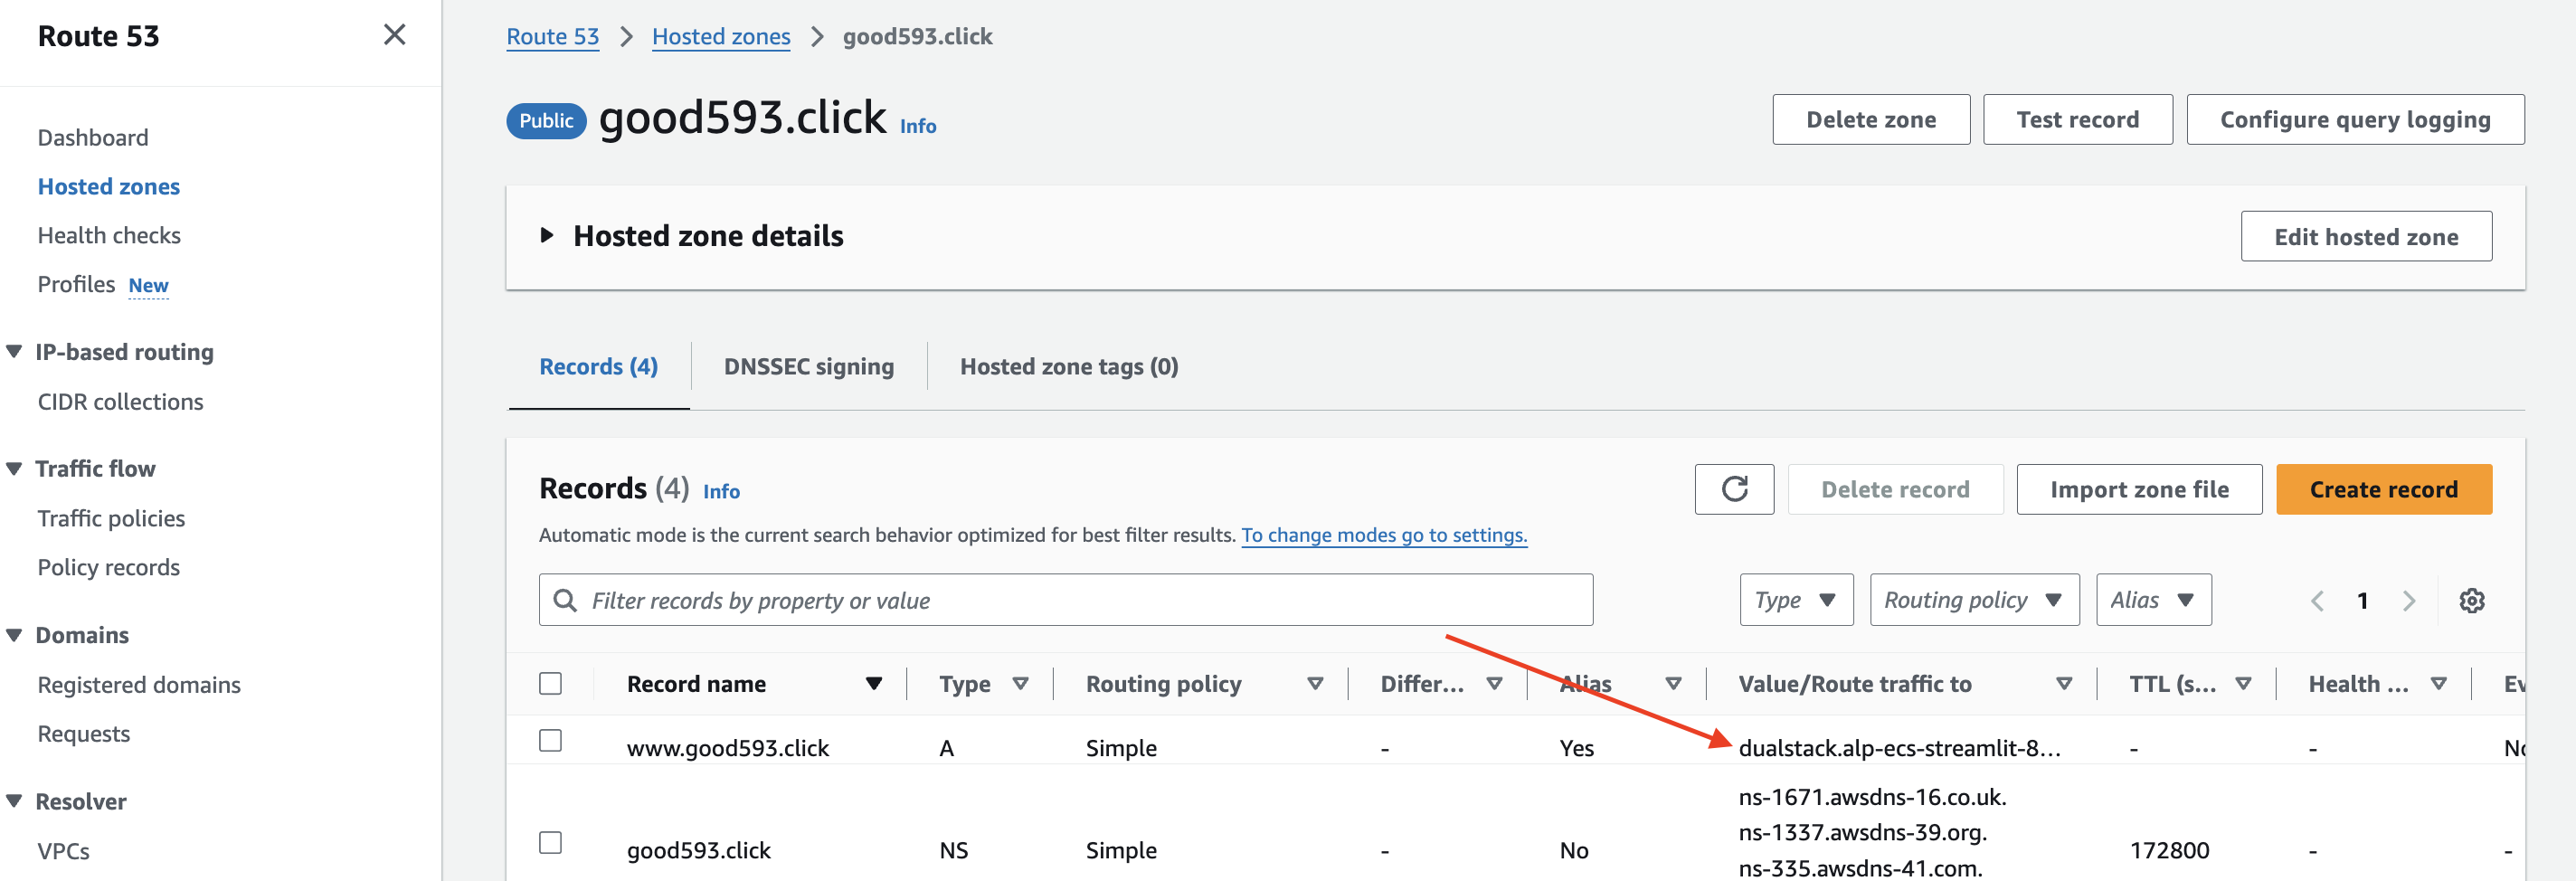 Route 53
Dashboard
Hosted zones
Health checks
Profiles New
IP-based routing
CIDR collections
Traffic flow
Traffic policies
Policy records
Domains
Registered domains
Requests
Resolver
VPCs
Route 53 > Hosted zones > good593.click
Public good593.click Info
Delete zone Test record Configure query logging
Hosted zone details
Edit hosted zone
Records (4) DNSSEC signing Hosted zone tags (0)
Records (4) Info
Delete record Import zone file Create record
Automatic mode is the current search behavior optimized for best filter results. To change modes go to settings.
Filter records by property or value
Type Routing policy Alias 1
Record name Type Routing policy Differ... Alias Value/Route traffic to TTL (s... Health ...
www.good593.click A Simple - Yes dualstack.alp-ecs-streamlit-8... - -
good593.click NS Simple - No ns-1671.awsdns-16.co.uk.
ns-1337.awsdns-39.org.
ns-335.awsdns-41.com.
172800 - -